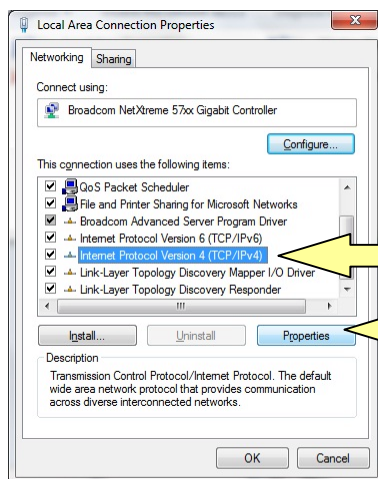 Local Area Connection Properties
Networking
Sharing
Connect using:
Broadcom NetXtreme 57xx Gigabit Controller
Configure...
This connection uses the following items:
QoS Packet Scheduler
File and Printer Sharing for Microsoft Networks
Broadcom Advanced Server Program Driver
Internet Protocol Version 6 (TCP/IPv6)
Internet Protocol Version 4 (TCP/IPv4)
Link-Layer Topology Discovery Mapper I/O Driver
Link-Layer Topology Discovery Responder
Install...
Uninstall
Properties
Description
Transmission Control Protocol/Internet Protocol. The default
wide area network protocol that provides communication
across diverse interconnected networks.
OK
Cancel